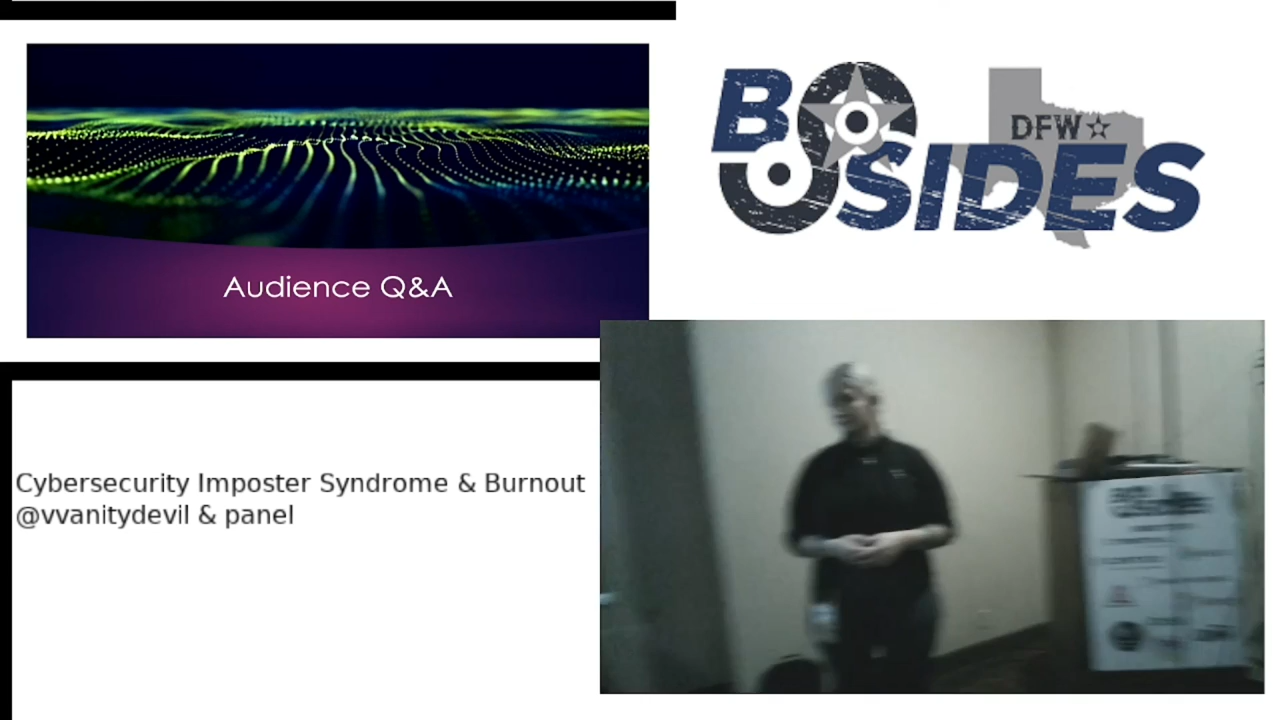 Audience Q&A
BSIDES
DFW
Cybersecurity Imposter Syndrome & Burnout
@vvanitydevil & panel